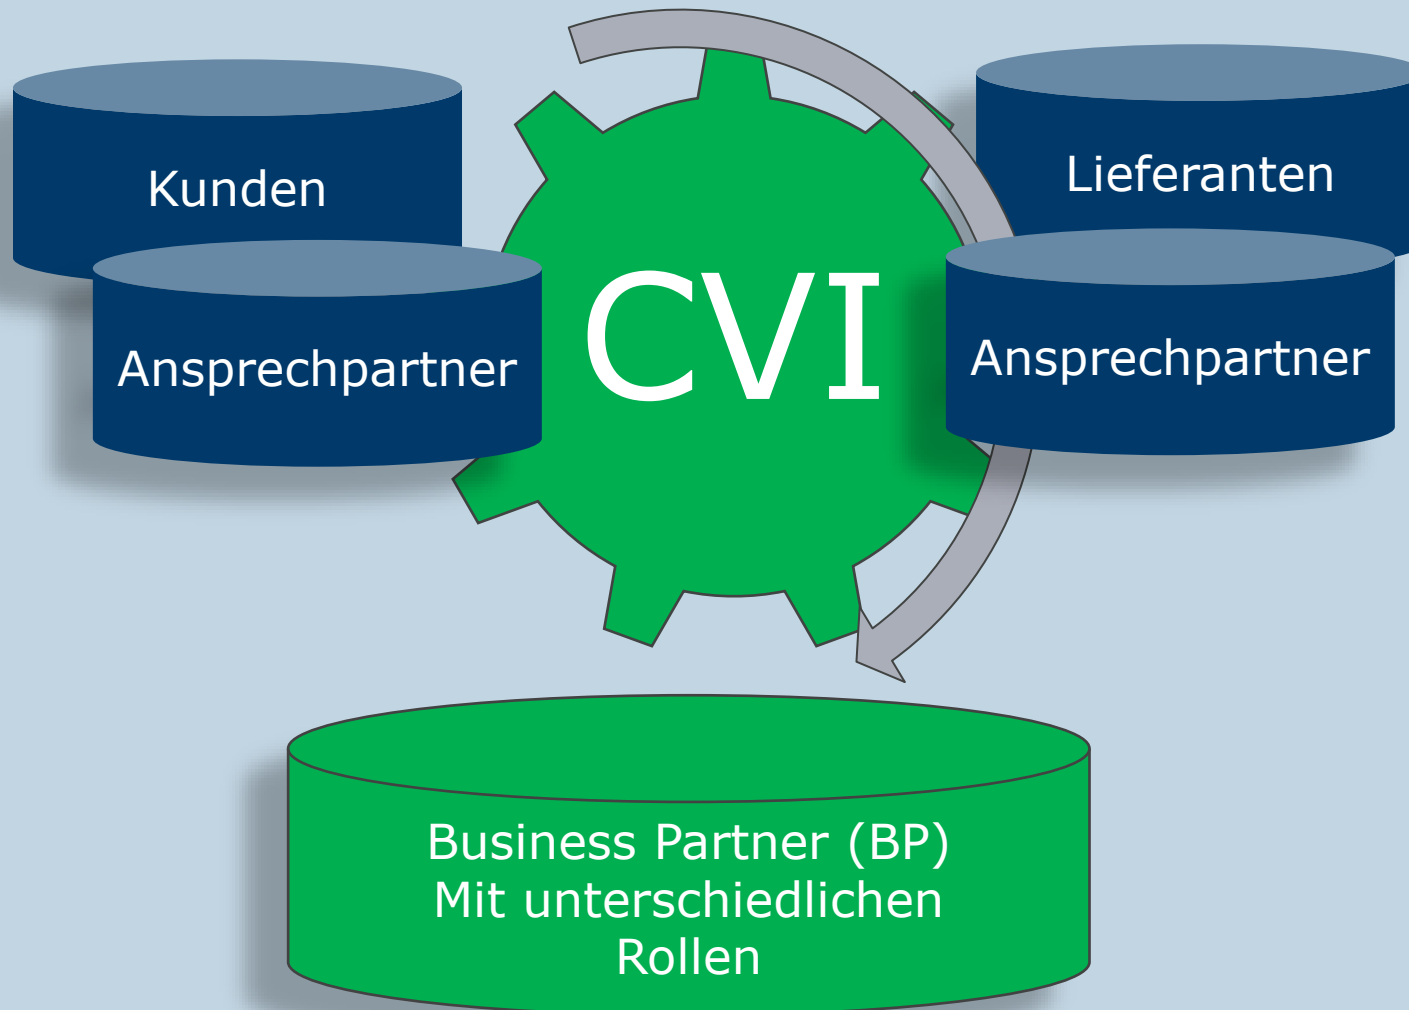 Kunden
Lieferanten
Ansprechpartner
CVI
Ansprechpartner
Business Partner (BP)
Mit unterschiedlichen
Rollen